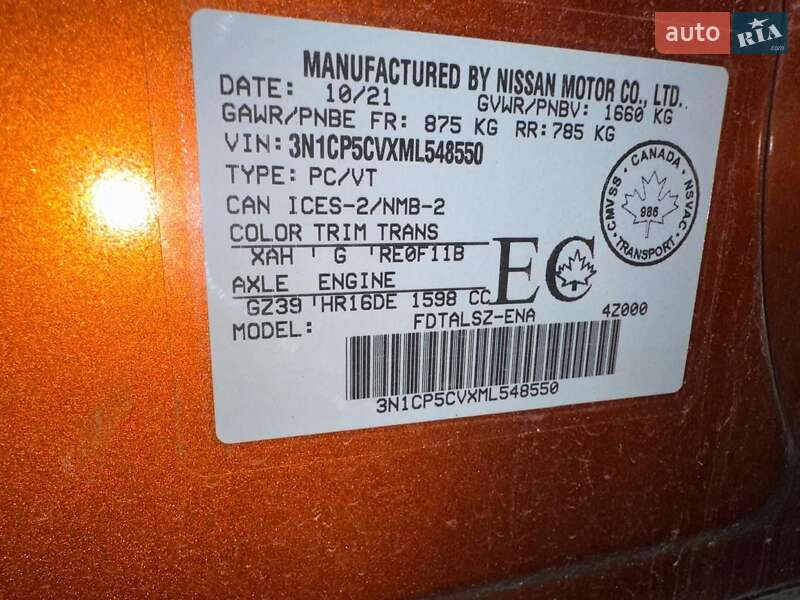 auto RIA
.com
MANUFACTURED BY NISSAN MOTOR CO., LTD.
DATE: 10/21 GVWR/PNBV: 1660 KG
GAWR/PNBE FR: 875 KG RR: 785 KG
VIN: 3N1CP5CVXML548550
TYPE: PC/VT
CAN ICES-2/NMB-2
COLOR TRIM TRANS
XAH G RE0F11B
AXLE ENGINE
GZ39 HR16DE 1598 CC
MODEL: FDTALSZ-ENA 4Z000
3N1CP5CVXML548550
EC
CANADA
CMVSS NSVAC
986
TRANSPORT